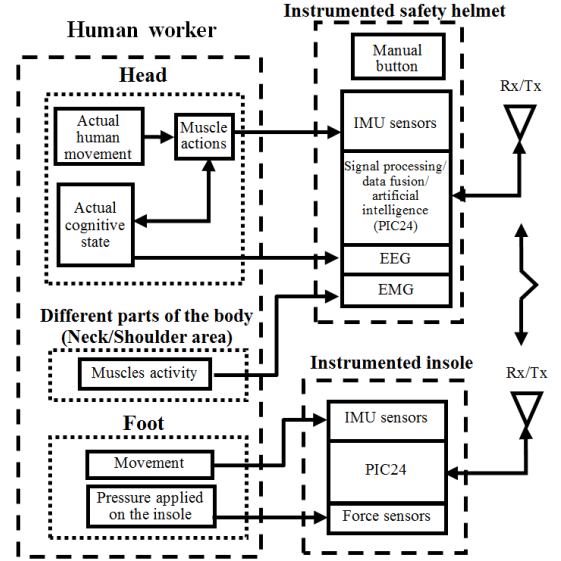 Human worker
Head
Actual
human
movement
Muscle
actions
Actual
cognitive
state
Different parts of the body
(Neck/Shoulder area)
Muscles activity
Foot
Movement
Pressure applied
on the insole
Instrumented safety helmet
Manual
button
IMU sensors
Signal processing/
data fusion/
artificial
intelligence
(PIC24)
EEG
EMG
Rx/Tx
Instrumented insole
IMU sensors
PIC24
Force sensors
Rx/Tx